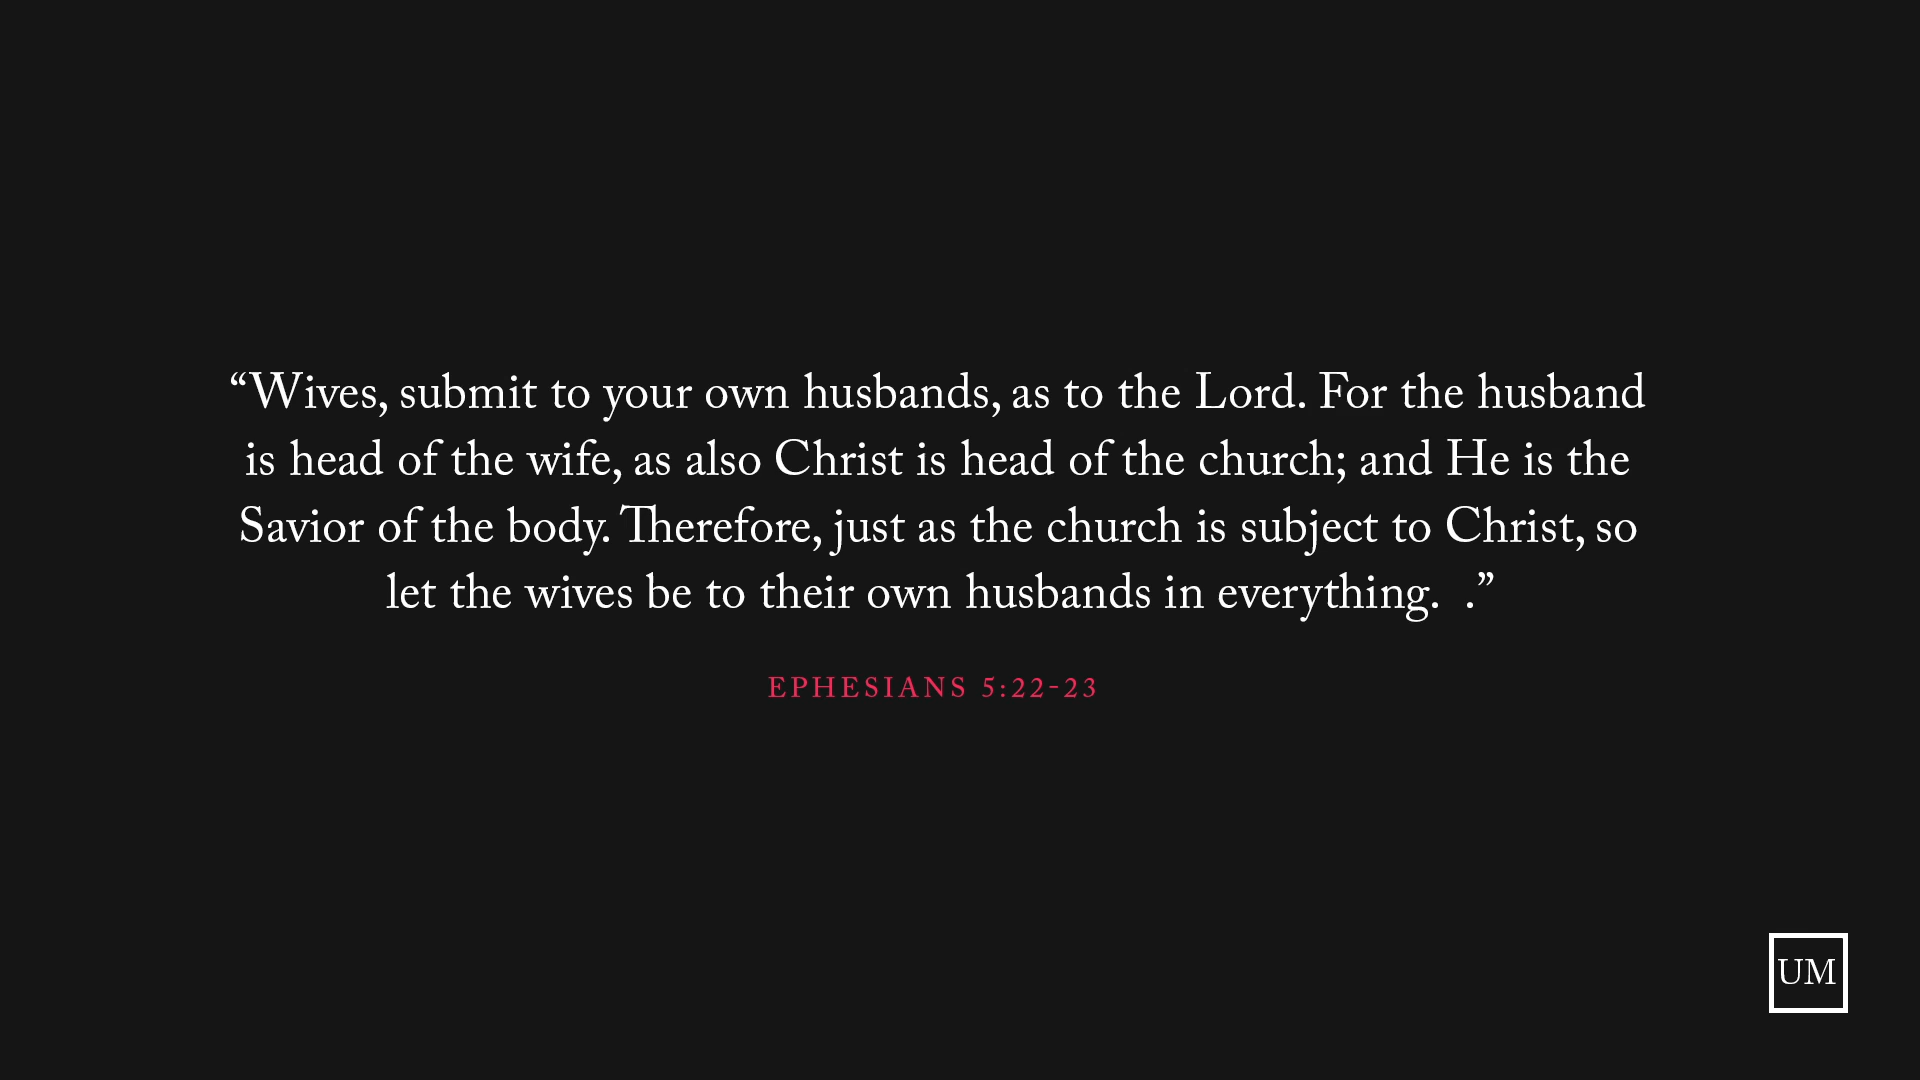 “Wives, submit to your own husbands, as to the Lord. For the husband
is head of the wife, as also Christ is head of the church; and He is the
Savior of the body. Therefore, just as the church is subject to Christ, so
let the wives be to their own husbands in everything.  .”
EPHESIANS 5:22-23
UM